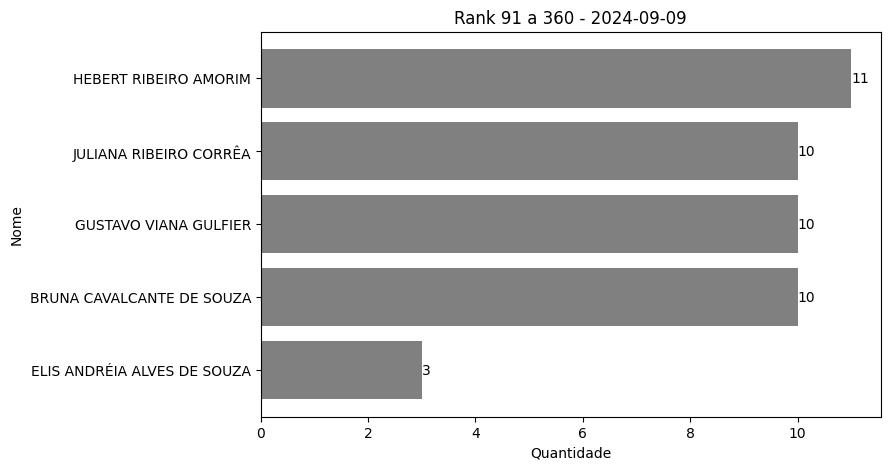 Rank 91 a 360 - 2024-09-09
HEBERT RIBEIRO AMORIM
11
JULIANA RIBEIRO CORRÊA
10
GUSTAVO VIANA GULFIER
10
BRUNA CAVALCANTE DE SOUZA
10
ELIS ANDRÉIA ALVES DE SOUZA
3
Nome
0 2 4 6 8 10
Quantidade